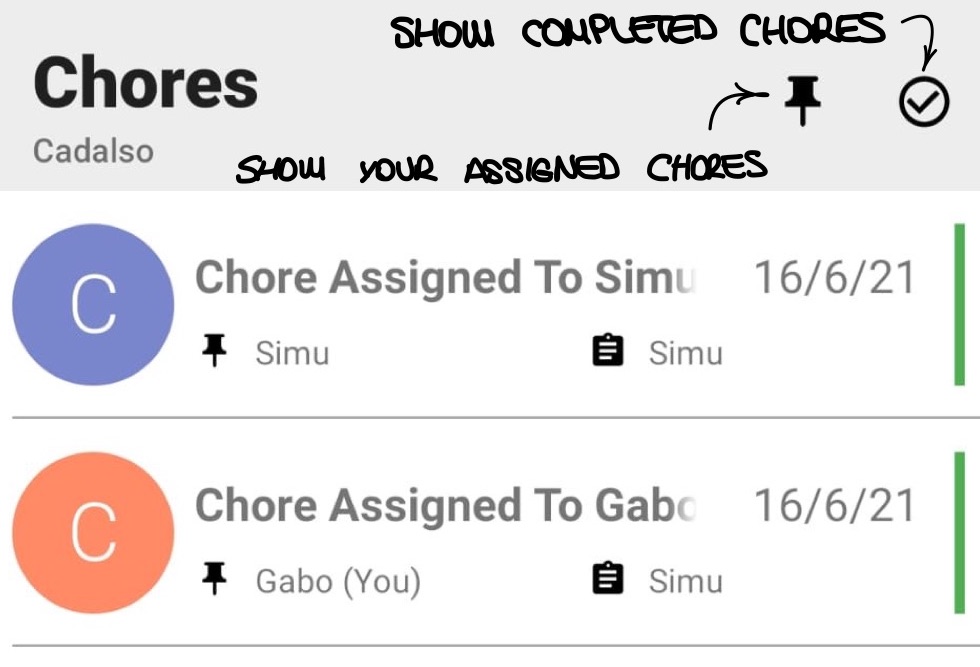 SHOW COMPLETED CHORES
Chores
Cadalso
SHOW YOUR ASSIGNED CHORES
C
Chore Assigned To Simu
16/6/21
Simu
Simu
C
Chore Assigned To Gabo
16/6/21
Gabo (You)
Simu